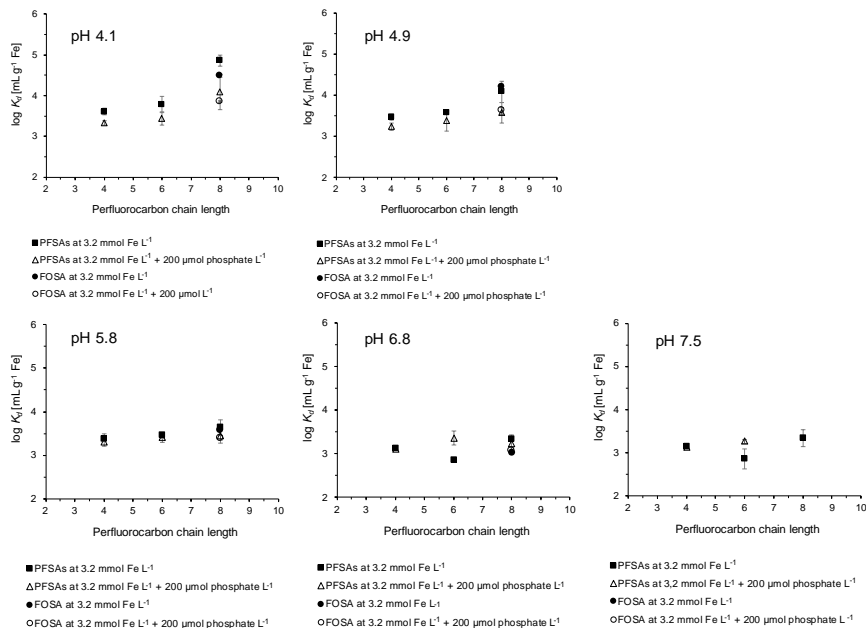 pH 4.1
log Kd [mL g-1 Fe]
6
5
4
3
2
2 3 4 5 6 7 8 9 10
Perfluorocarbon chain length
■PFSAs at 3.2 mmol Fe L-1
△PFSAs at 3.2 mmol Fe L-1 + 200 µmol phosphate L-1
●FOSA at 3.2 mmol Fe L-1
○FOSA at 3.2 mmol Fe L-1 + 200 µmol L-1
pH 4.9
log Kd [mL g-1 Fe]
6
5
4
3
2
2 3 4 5 6 7 8 9 10
Perfluorocarbon chain length
■PFSAs at 3.2 mmol Fe L-1
△PFSAs at 3.2 mmol Fe L-1 + 200 µmol phosphate L-1
●FOSA at 3.2 mmol Fe L-1
○FOSA at 3.2 mmol Fe L-1 + 200 µmol phosphate L-1
pH 5.8
log Kd [mL g-1 Fe]
6
5
4
3
2
2 3 4 5 6 7 8 9 10
Perfluorocarbon chain length
■PFSAs at 3.2 mmol Fe L-1
△PFSAs at 3.2 mmol Fe L-1 + 200 µmol phosphate L-1
●FOSA at 3.2 mmol Fe L-1
○FOSA at 3.2 mmol Fe L-1 + 200 µmol phosphate L-1
pH 6.8
log Kd [mL g-1 Fe]
6
5
4
3
2
2 3 4 5 6 7 8 9 10
Perfluorocarbon chain length
■PFSAs at 3.2 mmol Fe L-1
△PFSAs at 3.2 mmol Fe L-1 + 200 µmol phosphate L-1
●FOSA at 3.2 mmol Fe L-1
○FOSA at 3.2 mmol Fe L-1 + 200 µmol phosphate L-1
pH 7.5
log Kd [mL g-1 Fe]
6
5
4
3
2
2 3 4 5 6 7 8 9 10
Perfluorocarbon chain length
■PFSAs at 3.2 mmol Fe L-1
△PFSAs at 3,2 mmol Fe L-1 + 200 µmol phosphate L-1
●FOSA at 3.2 mmol Fe L-1
○FOSA at 3.2 mmol Fe L-1 + 200 µmol phosphate L-1